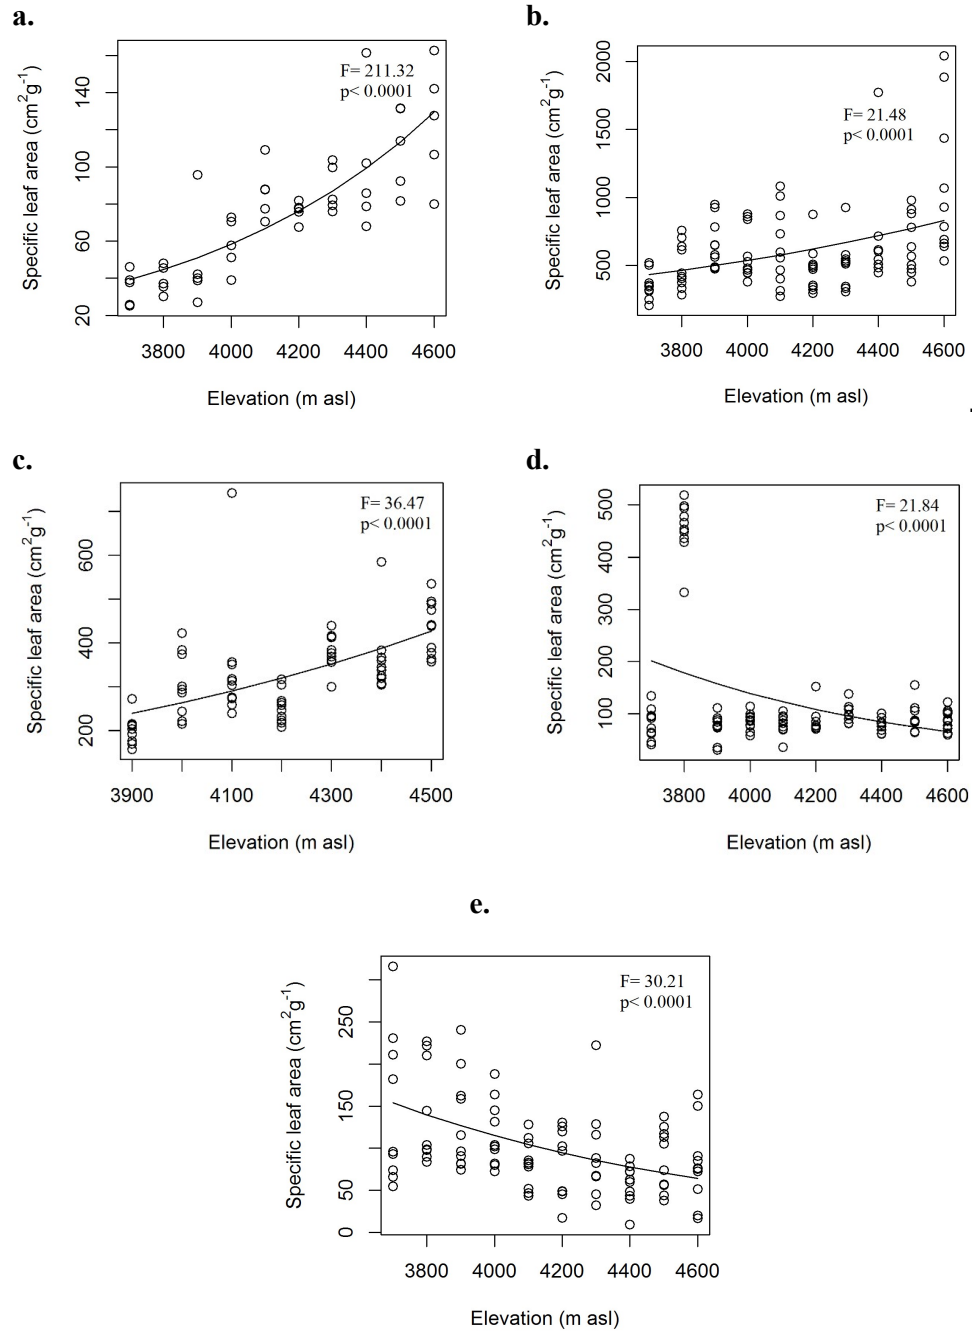 a.
Specific leaf area (cm²g⁻¹)
140
100
60
20
F= 211.32
p< 0.0001
3800 4000 4200 4400 4600
Elevation (m asl)
b.
Specific leaf area (cm²g⁻¹)
2000
1500
1000
500
F= 21.48
p< 0.0001
3800 4000 4200 4400 4600
Elevation (m asl)
c.
Specific leaf area (cm²g⁻¹)
600
400
200
F= 36.47
p< 0.0001
3900 4100 4300 4500
Elevation (m asl)
d.
Specific leaf area (cm²g⁻¹)
500
400
300
200
100
F= 21.84
p< 0.0001
3800 4000 4200 4400 4600
Elevation (m asl)
e.
Specific leaf area (cm²g⁻¹)
250
150
50
0
F= 30.21
p< 0.0001
3800 4000 4200 4400 4600
Elevation (m asl)